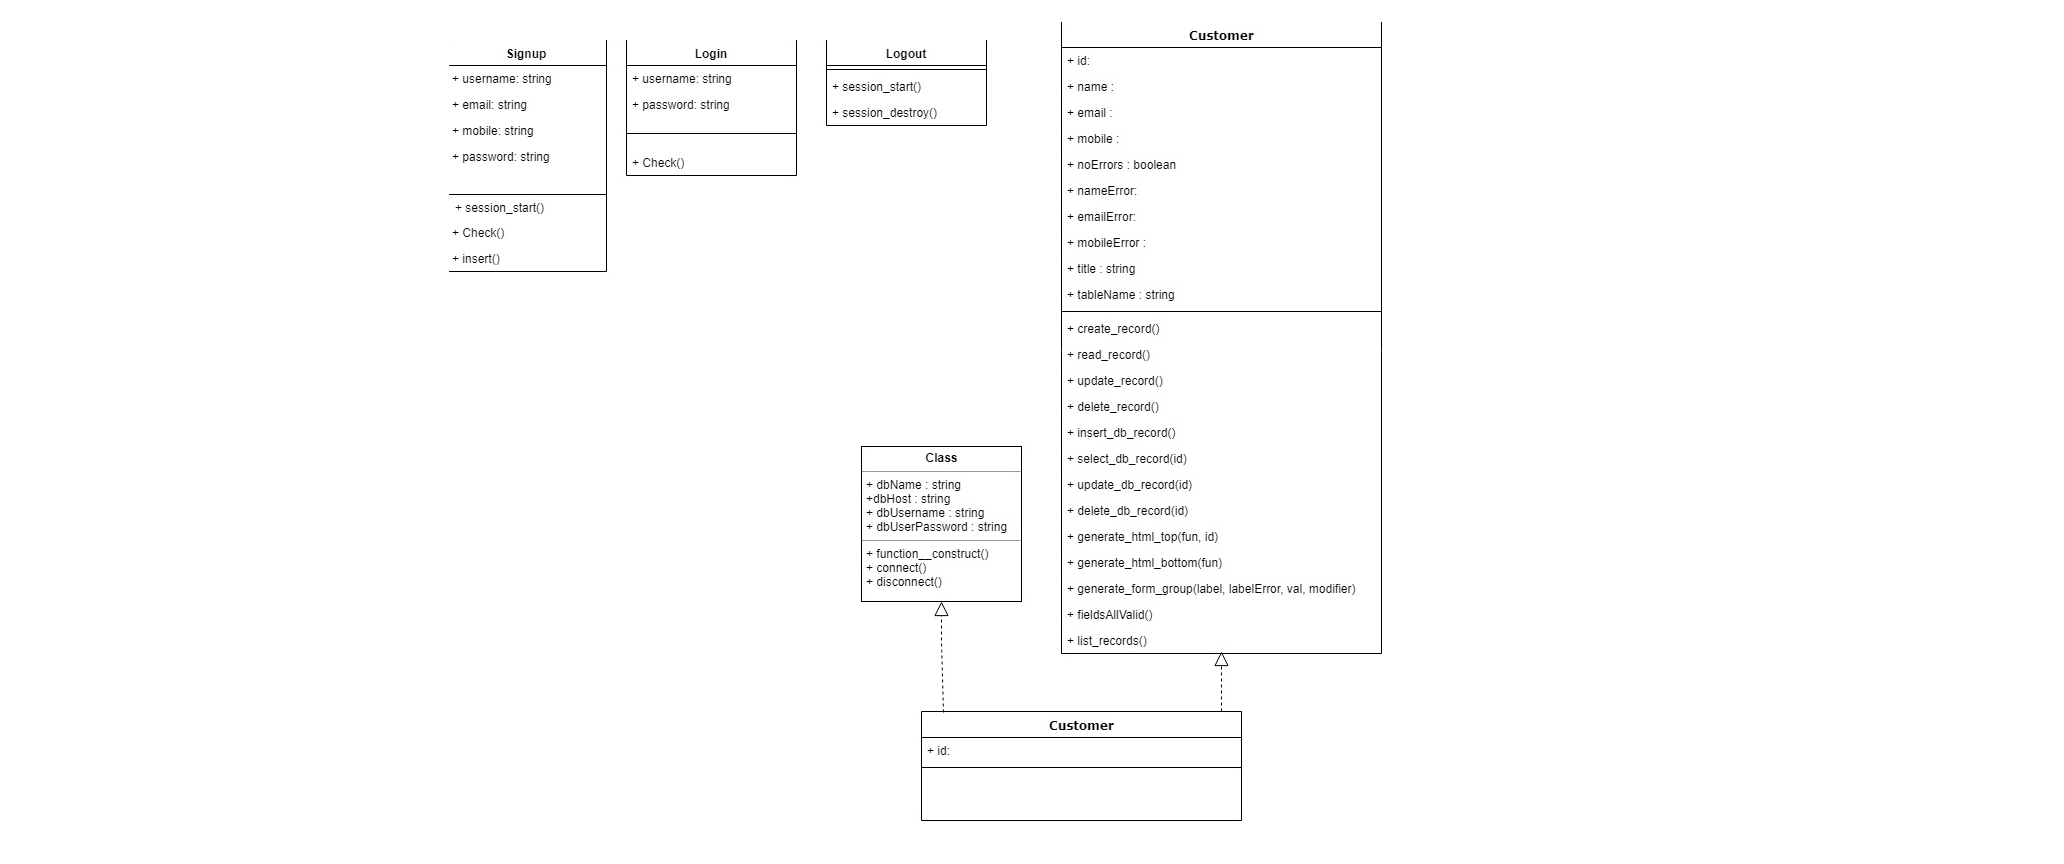 Signup
+ username: string
+ email: string
+ mobile: string
+ password: string
+ session_start()
+ Check()
+ insert()
Login
+ username: string
+ password: string
+ Check()
Logout
+ session_start()
+ session_destroy()
Customer
+ id:
+ name :
+ email :
+ mobile :
+ noErrors : boolean
+ nameError:
+ emailError:
+ mobileError :
+ title : string
+ tableName : string
+ create_record()
+ read_record()
+ update_record()
+ delete_record()
+ insert_db_record()
+ select_db_record(id)
+ update_db_record(id)
+ delete_db_record(id)
+ generate_html_top(fun, id)
+ generate_html_bottom(fun)
+ generate_form_group(label, labelError, val, modifier)
+ fieldsAllValid()
+ list_records()
Class
+ dbName : string
+dbHost : string
+ dbUsername : string
+ dbUserPassword : string
+ function__construct()
+ connect()
+ disconnect()
Customer
+ id: